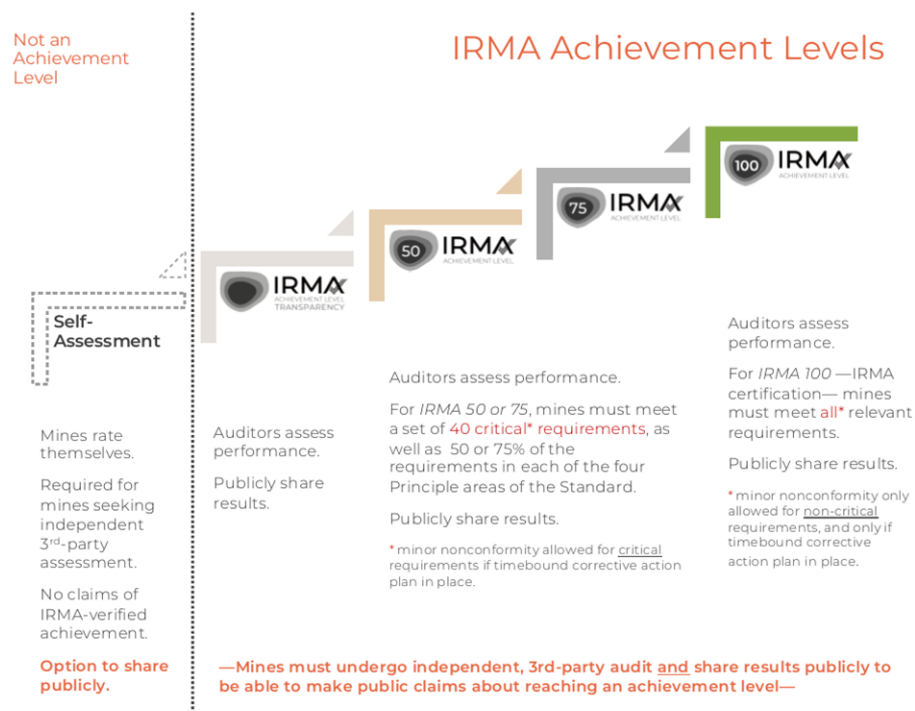 Not an
Achievement
Level
IRMA Achievement Levels
Self-
Assessment
Mines rate
themselves.
Required for
mines seeking
independent
3rd-party
assessment.
No claims of
IRMA-verified
achievement.
Option to share
publicly.
IRMA
ACHIEVEMENT LEVEL
TRANSPARENCY
Auditors assess
performance.
Publicly share
results.
50 IRMA
ACHIEVEMENT LEVEL
75 IRMA
ACHIEVEMENT LEVEL
Auditors assess performance.
For IRMA 50 or 75, mines must meet
a set of 40 critical* requirements, as
well as 50 or 75% of the
requirements in each of the four
Principle areas of the Standard.
Publicly share results.
* minor nonconformity allowed for critical
requirements if timebound corrective action
plan in place.
100 IRMA
ACHIEVEMENT LEVEL
Auditors assess
performance.
For IRMA 100 —IRMA
certification— mines
must meet all* relevant
requirements.
Publicly share results.
* minor nonconformity only
allowed for non-critical
requirements, and only if
timebound corrective
action plan in place.
—Mines must undergo independent, 3rd-party audit and share results publicly to
be able to make public claims about reaching an achievement level—